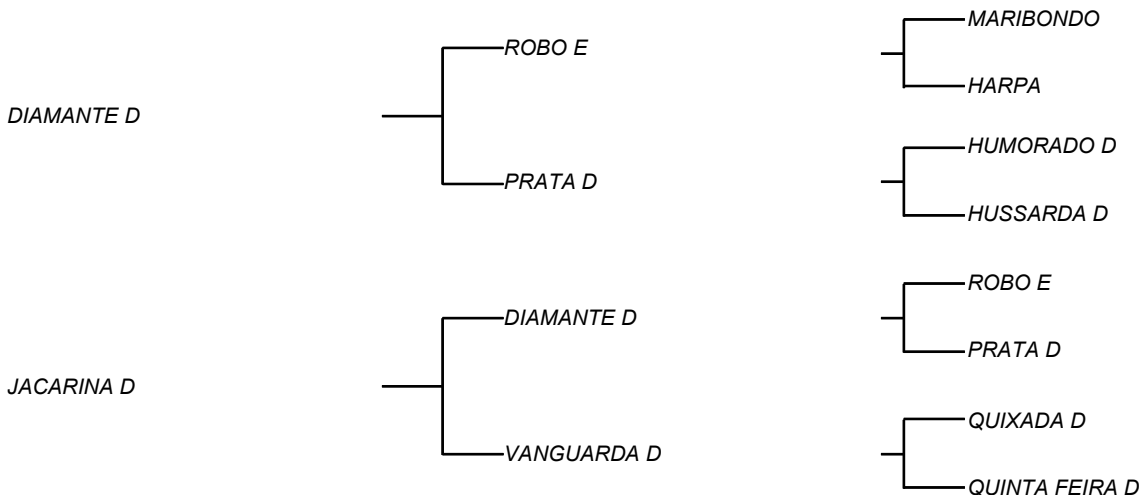 MARIBONDO
ROBO E
HARPA
DIAMANTE D
HUMORADO D
PRATA D
HUSSARDA D
ROBO E
DIAMANTE D
PRATA D
JACARINA D
QUIXADA D
VANGUARDA D
QUINTA FEIRA D